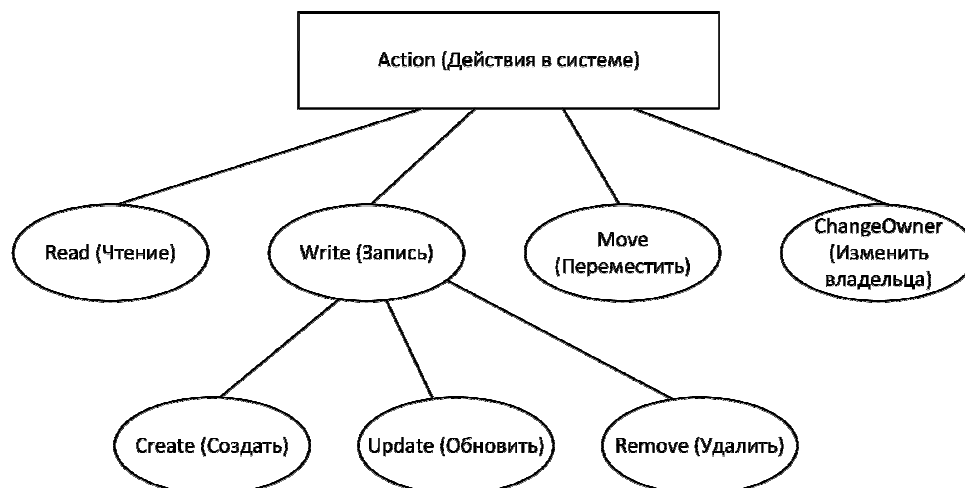 Action (Действия в системе)
Read (Чтение)
Write (Запись)
Move
(Переместить)
ChangeOwner
(Изменить
владельца)
Create (Создать)
Update (Обновить)
Remove (Удалить)